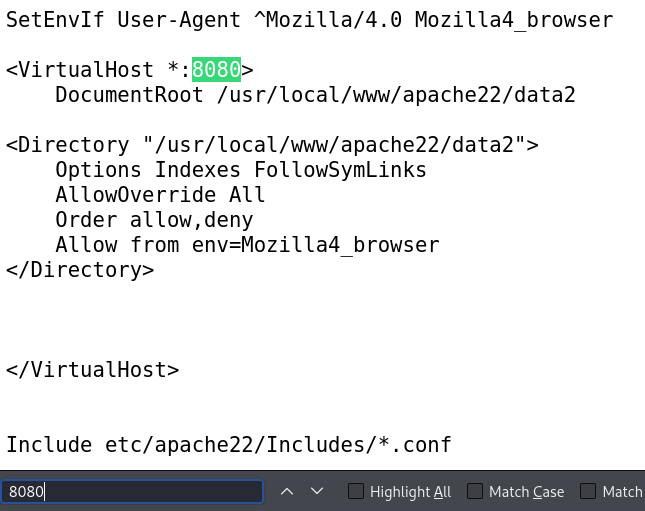 SetEnvIf User-Agent ^Mozilla/4.0 Mozilla4_browser
<VirtualHost *:8080>
DocumentRoot /usr/local/www/apache22/data2
<Directory "/usr/local/www/apache22/data2">
Options Indexes FollowSymLinks
AllowOverride All
Order allow,deny
Allow from env=Mozilla4_browser
</Directory>
</VirtualHost>
Include etc/apache22/Includes/*.conf
8080 Highlight All Match Case Match